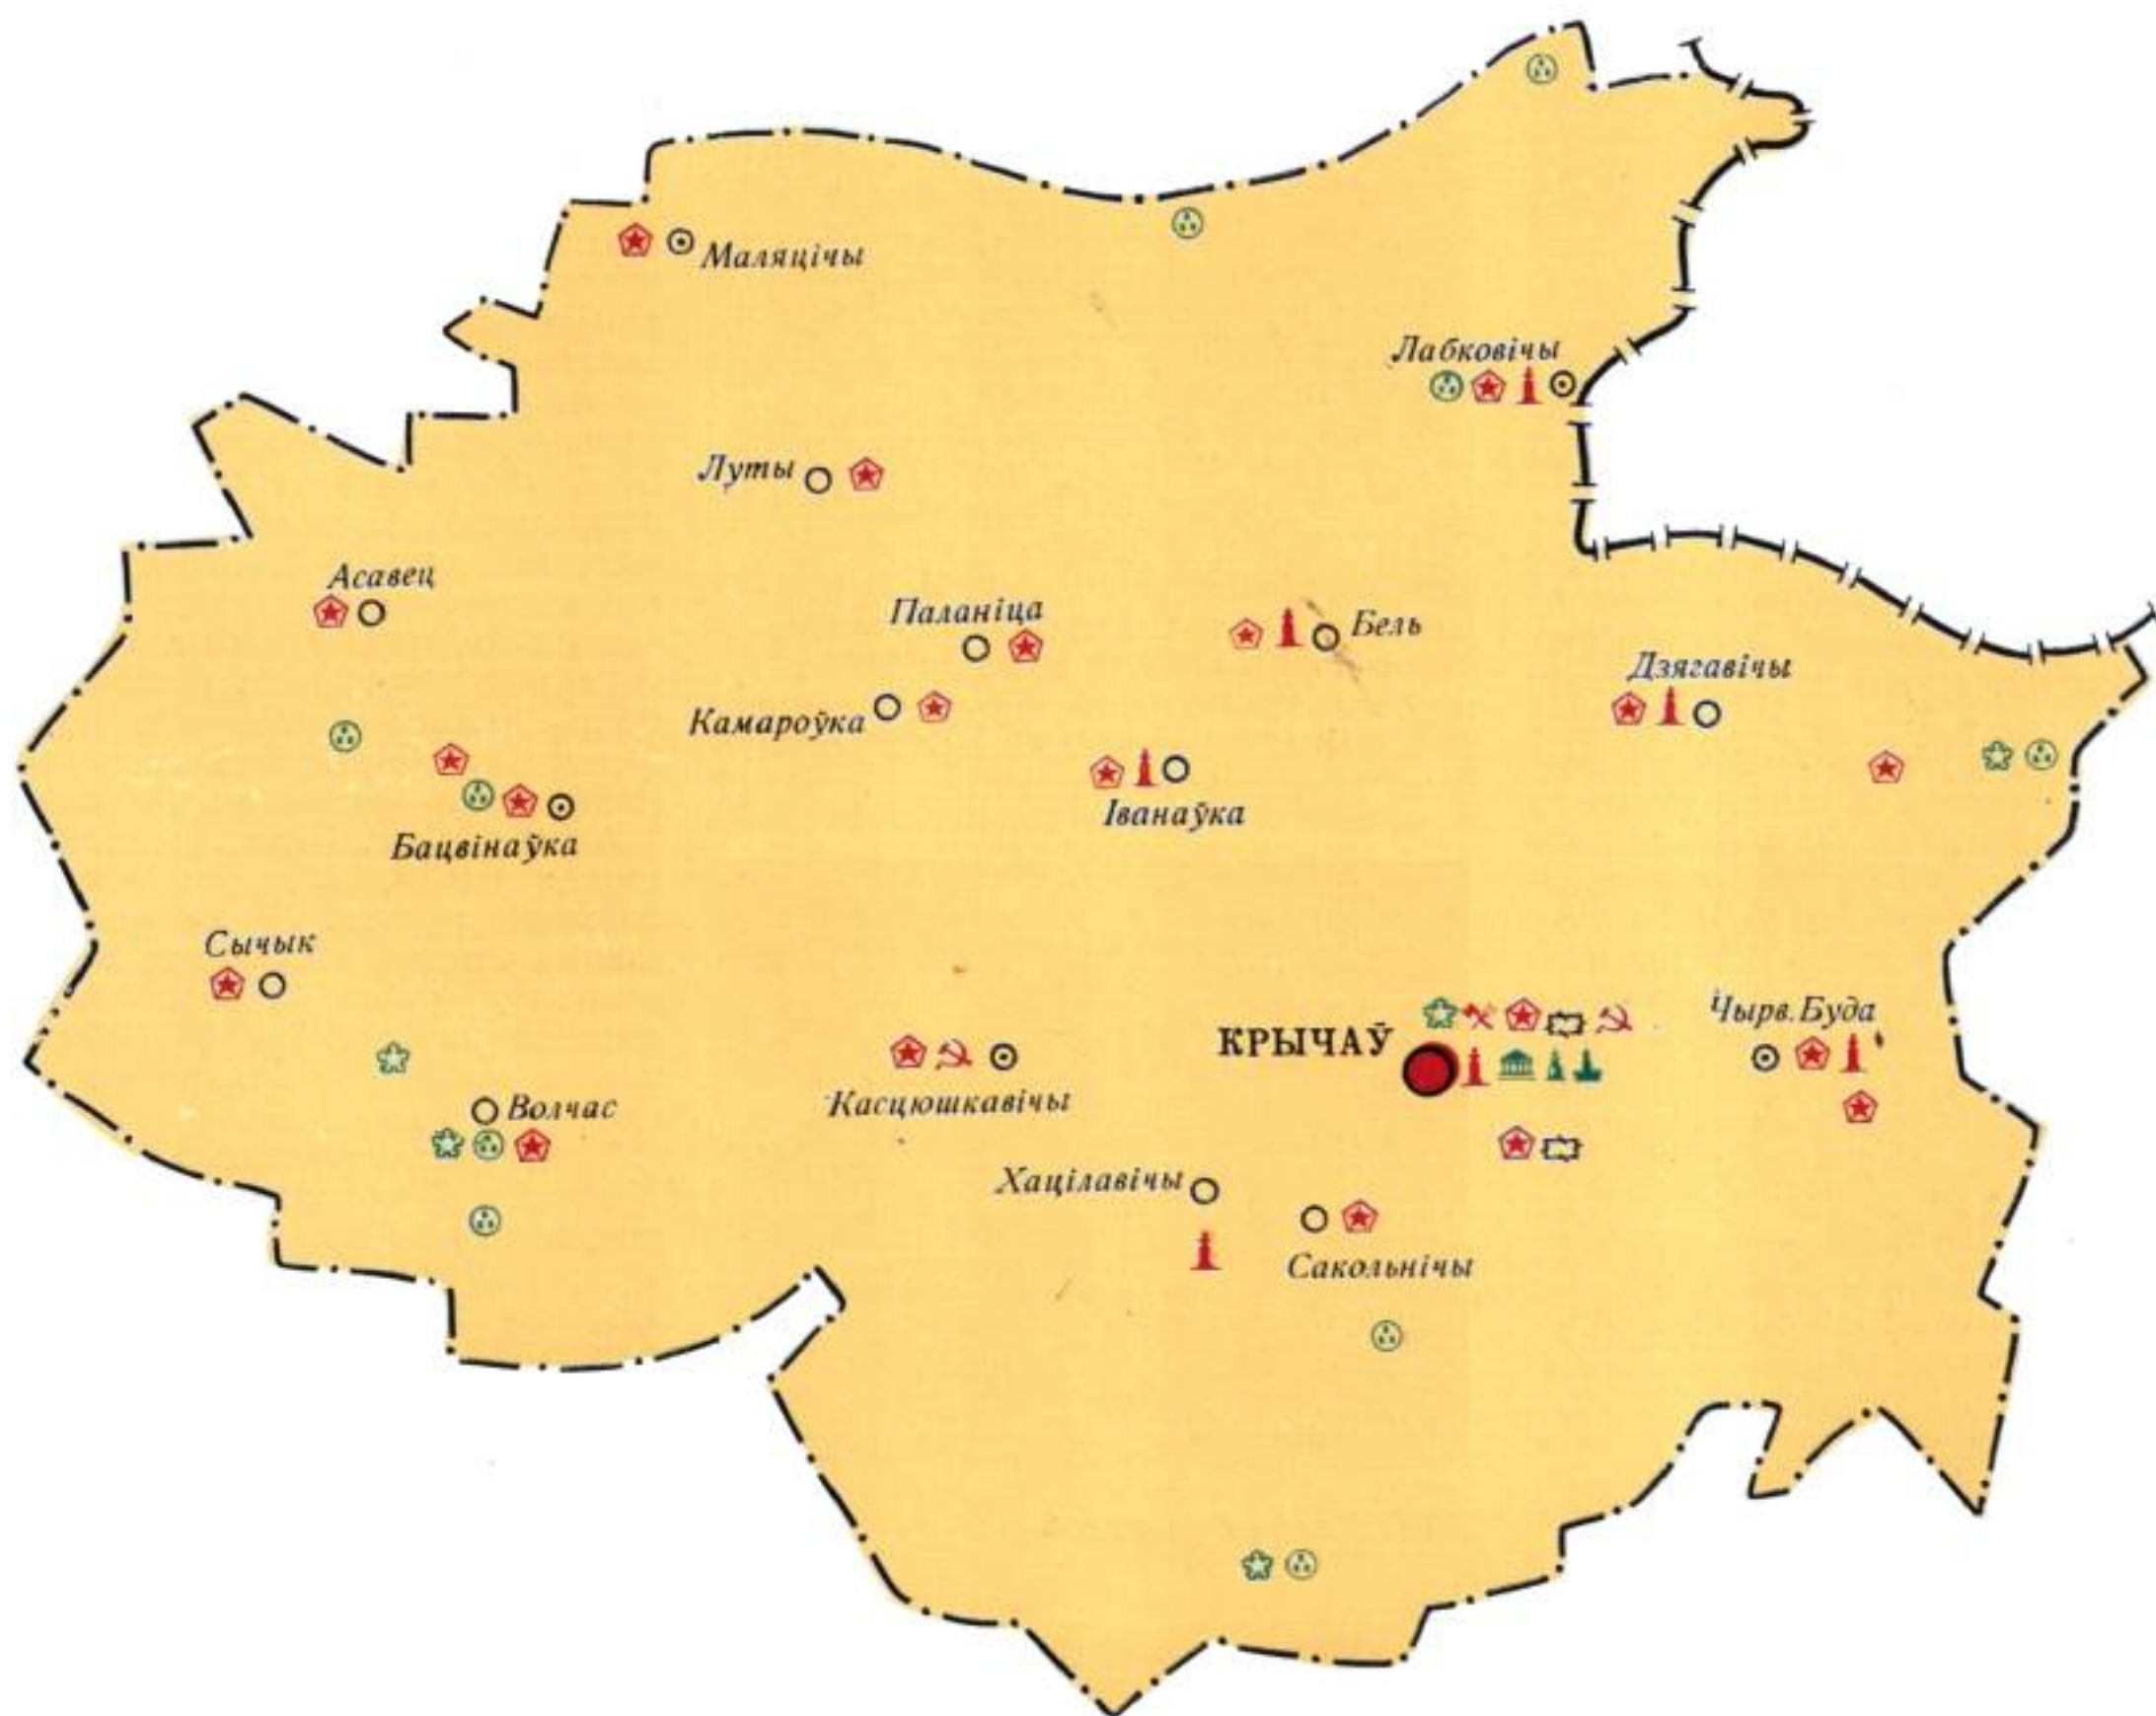 Маляцічы
Лабковічы
Луты
Асавец
Паланіца
Бель
Дзягавічы
Камароўка
Іванаўка
Бацвінаўка
Сычык
Чырв. Буда
КРЫЧАЎ
Касцюшкавічы
Волчас
Хацілавічы
Сакольнічы